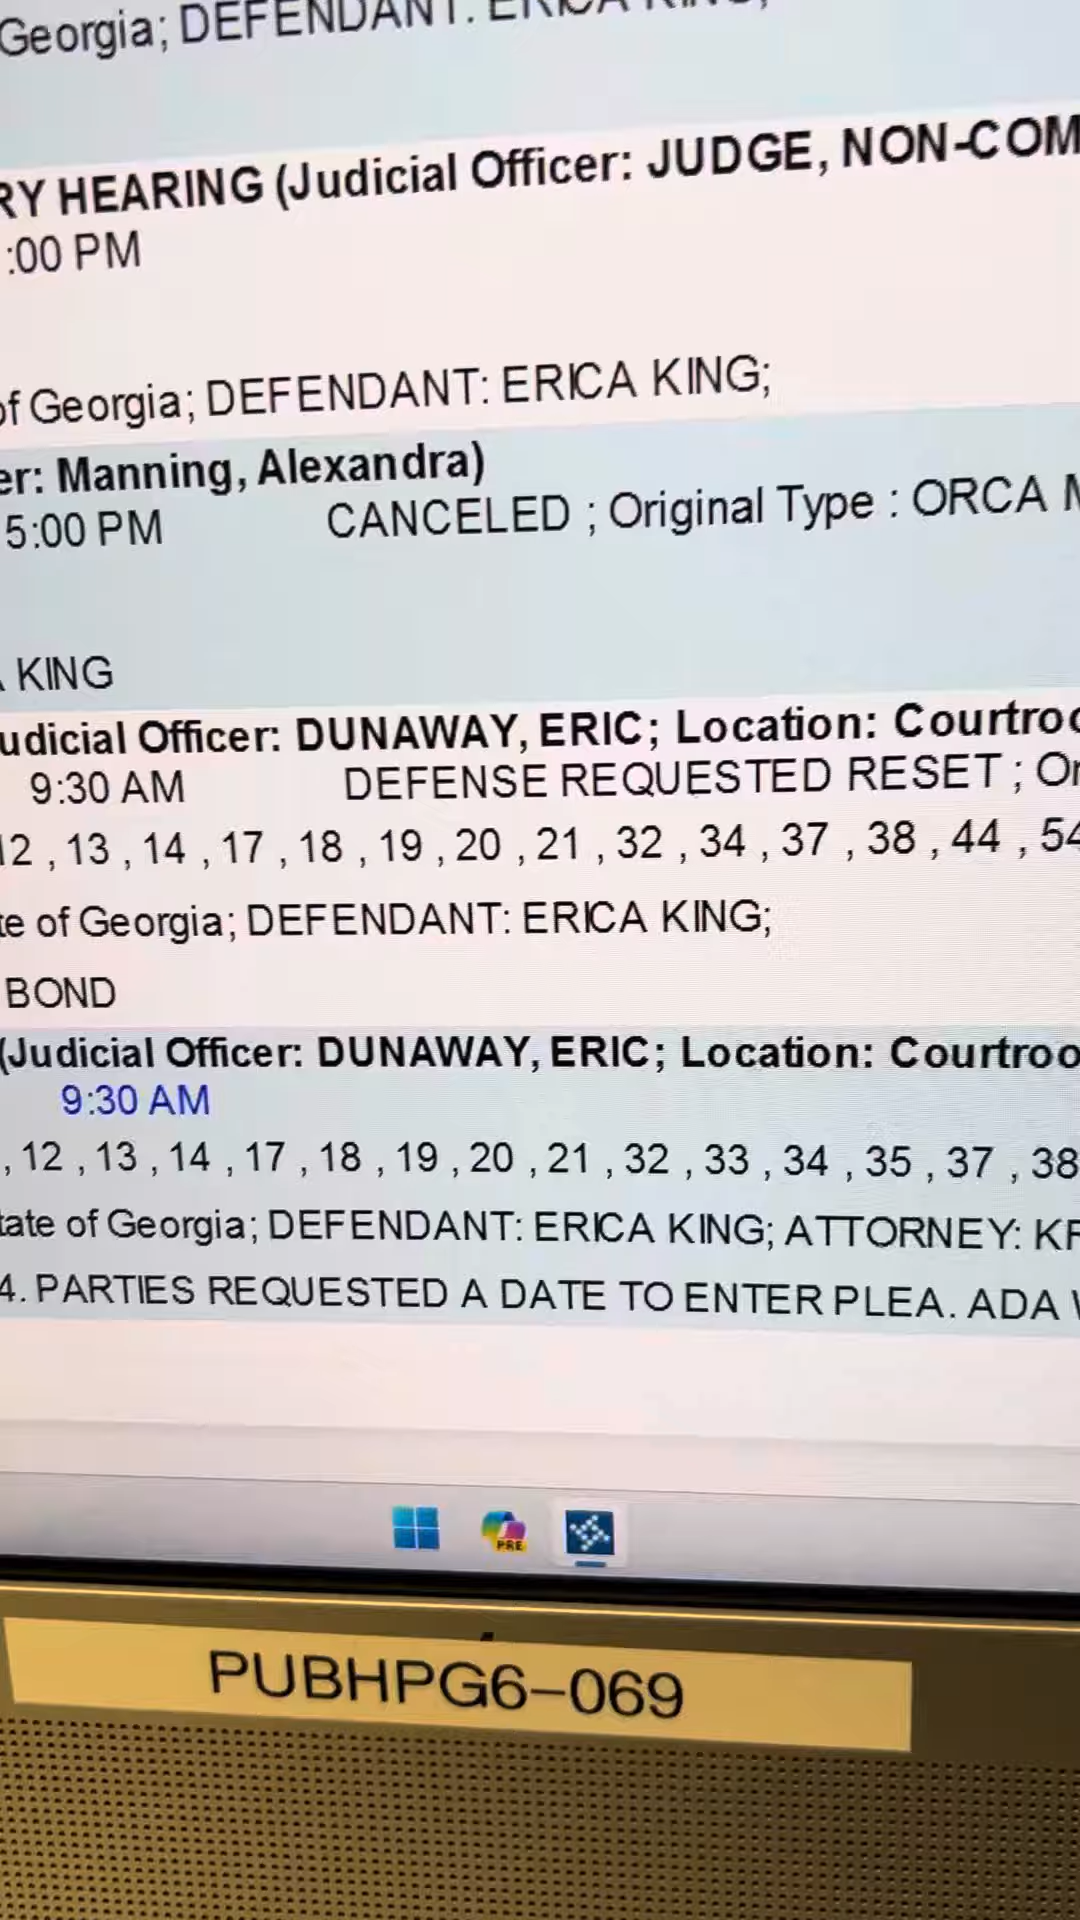 Georgia; DEFENDANT: ERICA KING;
RY HEARING (Judicial Officer: JUDGE, NON-COM
:00 PM
of Georgia; DEFENDANT: ERICA KING;
er: Manning, Alexandra)
5:00 PM CANCELED ; Original Type : ORCA M
A KING
udicial Officer: DUNAWAY, ERIC; Location: Courtroo
9:30 AM DEFENSE REQUESTED RESET ; Or
12 , 13 , 14 , 17 , 18 , 19 , 20 , 21 , 32 , 34 , 37 , 38 , 44 , 54
te of Georgia; DEFENDANT: ERICA KING;
BOND
(Judicial Officer: DUNAWAY, ERIC; Location: Courtroo
9:30 AM
, 12 , 13 , 14 , 17 , 18 , 19 , 20 , 21 , 32 , 33 , 34 , 35 , 37 , 38
tate of Georgia; DEFENDANT: ERICA KING; ATTORNEY: KR
4. PARTIES REQUESTED A DATE TO ENTER PLEA. ADA
PRE
PUBHPG6-069